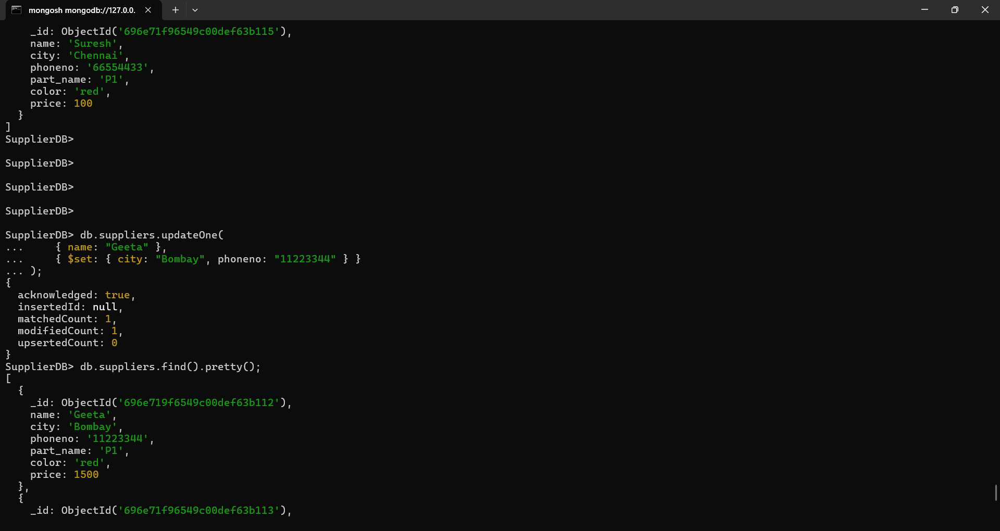 mongosh mongodb://127.0.0.
_id: ObjectId('696e71f96549c00def63b115'),
name: 'Suresh',
city: 'Chennai',
phoneno: '66554433',
part_name: 'P1',
color: 'red',
price: 100
}
]
SupplierDB>
SupplierDB>
SupplierDB>
SupplierDB>
SupplierDB> db.suppliers.updateOne(
... { name: "Geeta" },
... { $set: { city: "Bombay", phoneno: "11223344" } }
... );
{
acknowledged: true,
insertedId: null,
matchedCount: 1,
modifiedCount: 1,
upsertedCount: 0
}
SupplierDB> db.suppliers.find().pretty();
[
{
_id: ObjectId('696e719f6549c00def63b112'),
name: 'Geeta',
city: 'Bombay',
phoneno: '11223344',
part_name: 'P1',
color: 'red',
price: 1500
},
{
_id: ObjectId('696e71f96549c00def63b113'),